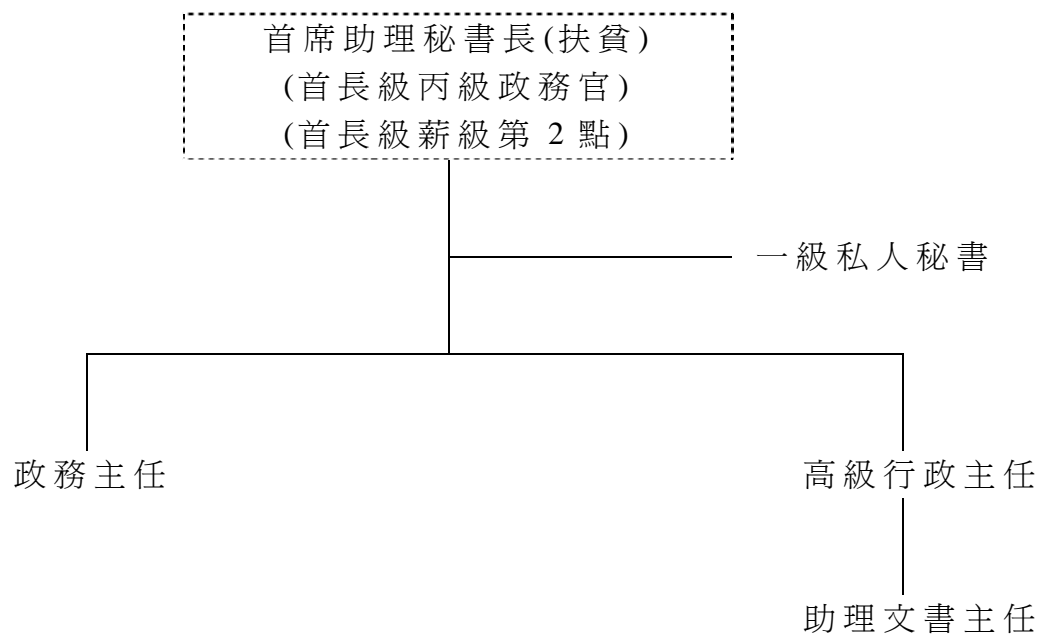 首席助理秘書長(扶貧)
(首長級丙級政務官)
(首長級薪級第 2 點)
一級私人秘書
政務主任
高級行政主任
助理文書主任